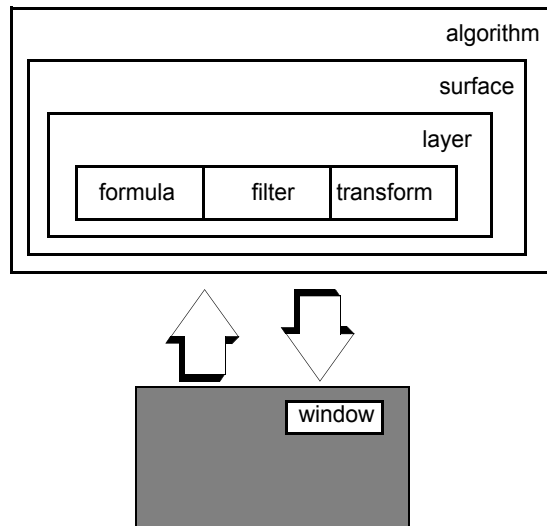 algorithm
surface
layer
formula filter transform
window